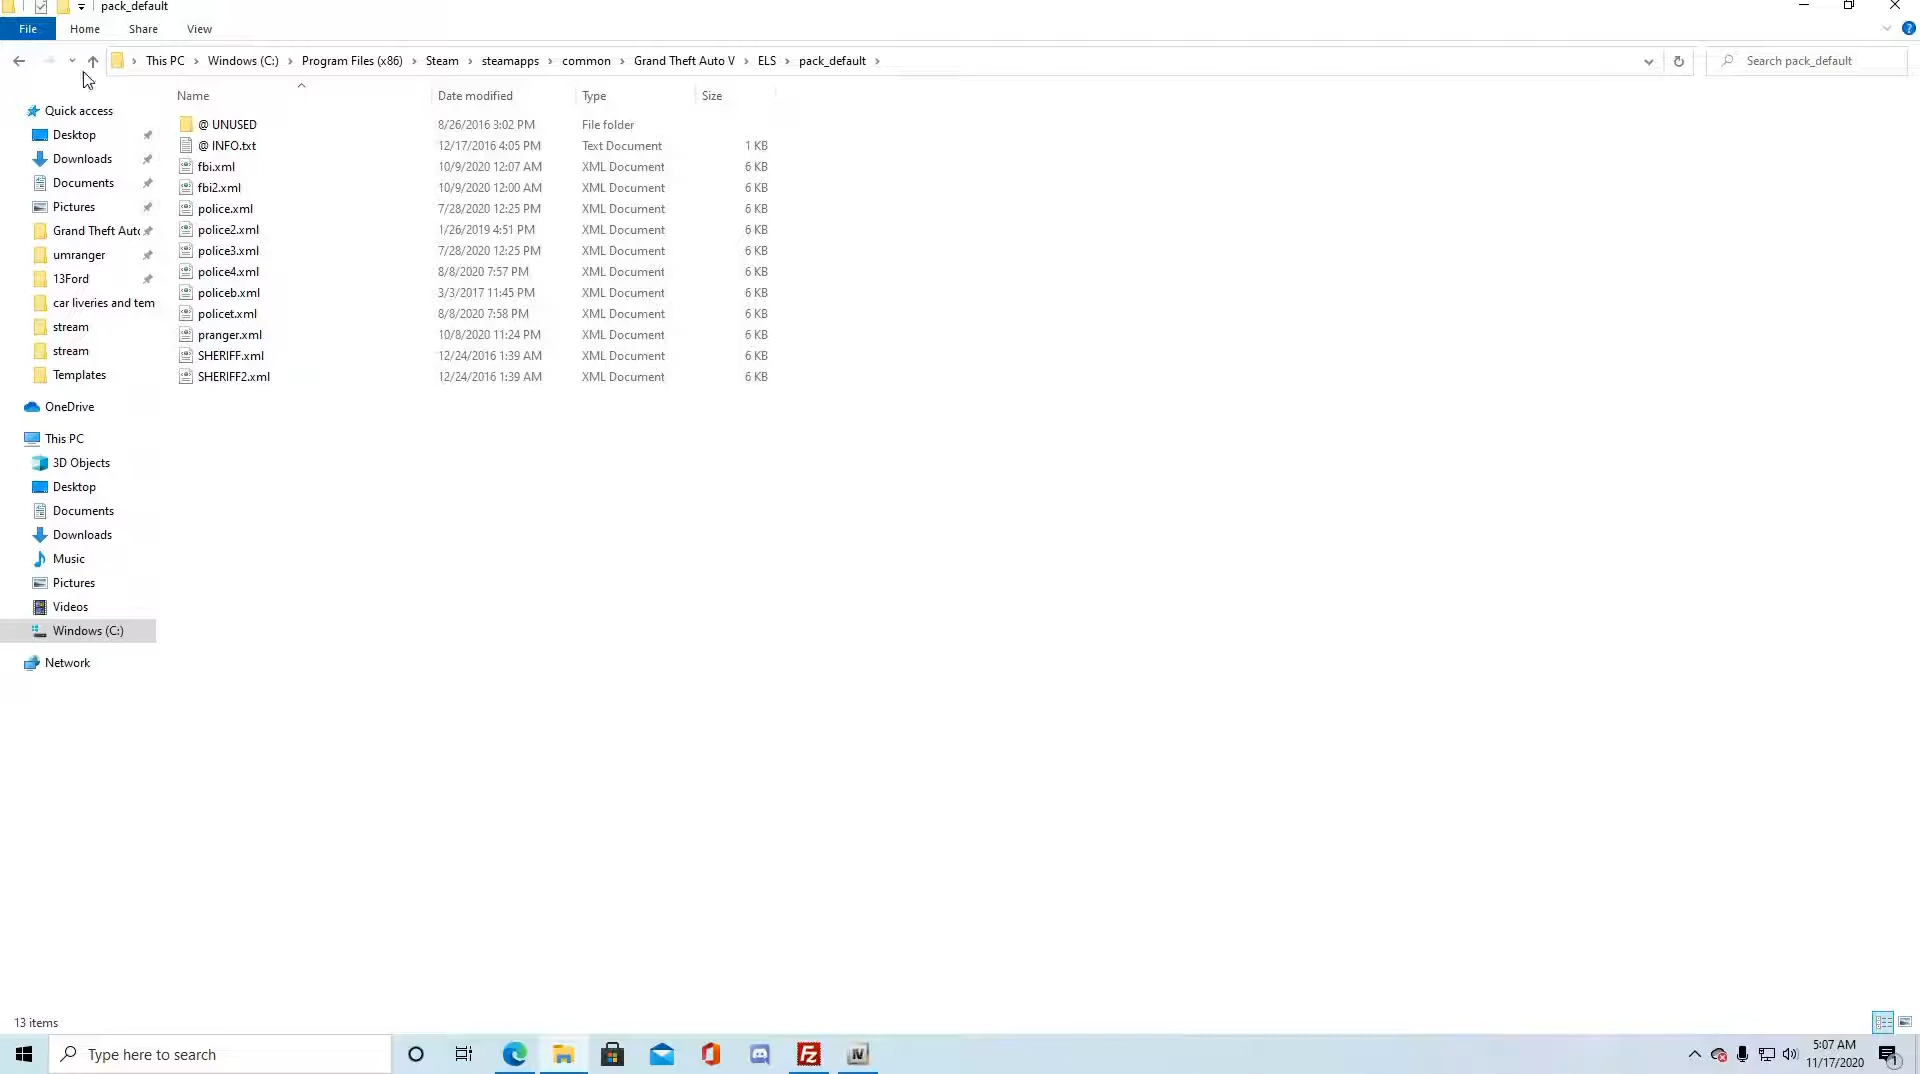 pack_default
File Home Share View
This PC Windows (C:) Program Files (x86) Steam steamapps common Grand Theft Auto V ELS pack_default Search pack_default
Name Date modified Type Size
Quick access
Desktop
Downloads
Documents
Pictures
Grand Theft Auto
umranger
13Ford
car liveries and tem
stream
stream
Templates
OneDrive
This PC
3D Objects
Desktop
Documents
Downloads
Music
Pictures
Videos
Windows (C:)
Network
@ UNUSED 8/26/2016 3:02 PM File folder
@ INFO.txt 12/17/2016 4:05 PM Text Document 1 KB
fbi.xml 10/9/2020 12:07 AM XML Document 6 KB
fbi2.xml 10/9/2020 12:00 AM XML Document 6 KB
police.xml 7/28/2020 12:25 PM XML Document 6 KB
police2.xml 1/26/2019 4:51 PM XML Document 6 KB
police3.xml 7/28/2020 12:25 PM XML Document 6 KB
police4.xml 8/8/2020 7:57 PM XML Document 6 KB
policeb.xml 3/3/2017 11:45 PM XML Document 6 KB
policet.xml 8/8/2020 7:58 PM XML Document 6 KB
pranger.xml 10/8/2020 11:24 PM XML Document 6 KB
SHERIFF.xml 12/24/2016 1:39 AM XML Document 6 KB
SHERIFF2.xml 12/24/2016 1:39 AM XML Document 6 KB
13 items
Type here to search
5:07 AM
11/17/2020